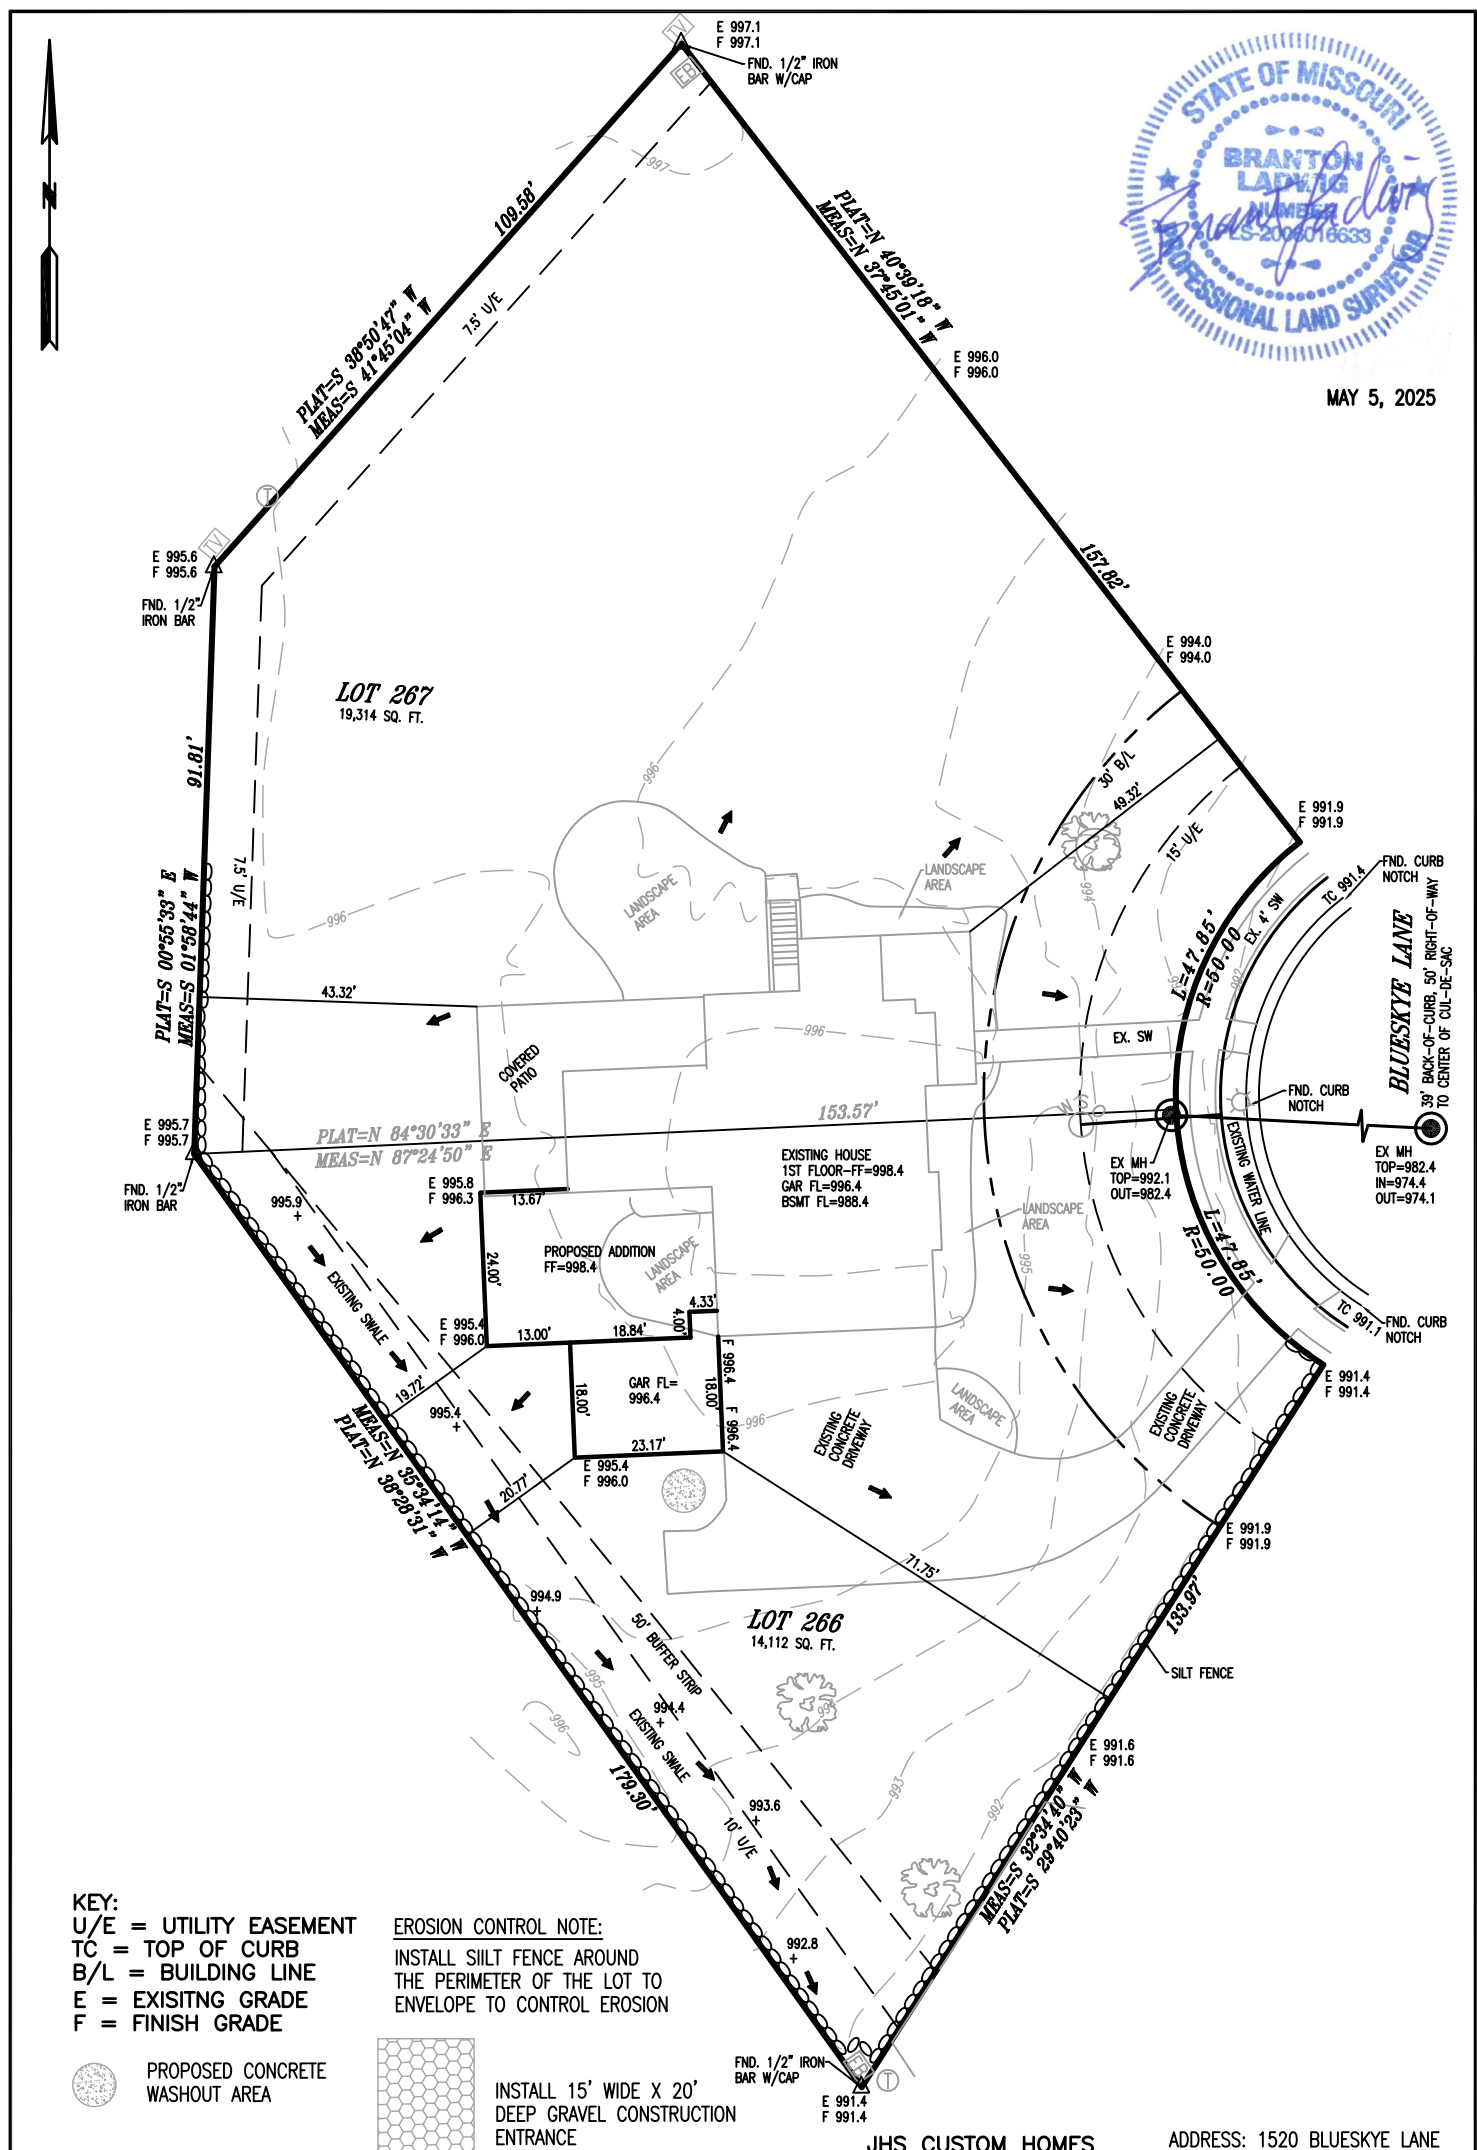 E 997.1
F 997.1
FND. 1/2" IRON
BAR W/CAP
TV
EB
STATE OF MISSOURI
BRANTON
LADWIG
NUMBER
LS-2006016633
PROFESSIONAL LAND SURVEYOR
MAY 5, 2025
N
997
109.58'
7.5' U/E
PLAT=S 38°50'47" W
MEAS=S 41°45'04" W
PLAT=N 40°39'18" W
MEAS=N 37°45'01" W
E 996.0
F 996.0
T
TV
E 995.6
F 995.6
FND. 1/2"
IRON BAR
157.82'
E 994.0
F 994.0
LOT 267
19,314 SQ. FT.
91.81'
7.5' U/E
PLAT=S 00°55'33" E
MEAS=S 01°58'44" W
996
996
30' B/L
49.32'
15' U/E
994
E 991.9
F 991.9
FND. CURB
NOTCH
TC 991.4
EX. 4' SW
992
L=47.85'
R=50.00
BLUESKYE LANE
39' BACK-OF-CURB, 50' RIGHT-OF-WAY
TO CENTER OF CUL-DE-SAC
LANDSCAPE
AREA
LANDSCAPE
AREA
43.32'
COVERED
PATIO
996
EX. SW
FND. CURB
NOTCH
WSO
E 995.7
F 995.7
FND. 1/2"
IRON BAR
153.57'
PLAT=N 84°30'33" E
MEAS=N 87°24'50" E
EXISTING HOUSE
1ST FLOOR-FF=998.4
GAR FL=996.4
BSMT FL=988.4
EX MH
TOP=992.1
OUT=982.4
EXISTING WATER LINE
EX MH
TOP=982.4
IN=974.4
OUT=974.1
E 995.8
F 996.3
13.67'
995.9
LANDSCAPE
AREA
995
L=47.85'
R=50.00
PROPOSED ADDITION
FF=998.4
LANDSCAPE
AREA
24.00'
EXISTING SWALE
4.33'
4.00'
TC 991.1
FND. CURB
NOTCH
E 995.4
F 996.0
13.00'
18.84'
F 996.4
18.00'
F 996.4
GAR FL=
996.4
18.00'
19.72'
995.4
E 991.4
F 991.4
LANDSCAPE
AREA
996
EXISTING
CONCRETE
DRIVEWAY
EXISTING
CONCRETE
DRIVEWAY
MEAS=N 35°34'14" W
PLAT=N 38°28'31" W
23.17'
E 995.4
F 996.0
20.77'
E 991.9
F 991.9
71.75'
994.9
133.97'
50' BUFFER STRIP
LOT 266
14,112 SQ. FT.
SILT FENCE
995
996
994.4
EXISTING SWALE
994
E 991.6
F 991.6
179.30'
993
992
993.6
10' U/E
MEAS=S 32°34'40" W
PLAT=S 29°40'23" W
992.8
KEY:
U/E = UTILITY EASEMENT
TC = TOP OF CURB
B/L = BUILDING LINE
E = EXISITNG GRADE
F = FINISH GRADE
EROSION CONTROL NOTE:
INSTALL SIILT FENCE AROUND
THE PERIMETER OF THE LOT TO
ENVELOPE TO CONTROL EROSION
PROPOSED CONCRETE
WASHOUT AREA
INSTALL 15' WIDE X 20'
DEEP GRAVEL CONSTRUCTION
ENTRANCE
FND. 1/2" IRON
BAR W/CAP
T
E 991.4
F 991.4
JHS CUSTOM HOMES
ADDRESS: 1520 BLUESKYE LANE